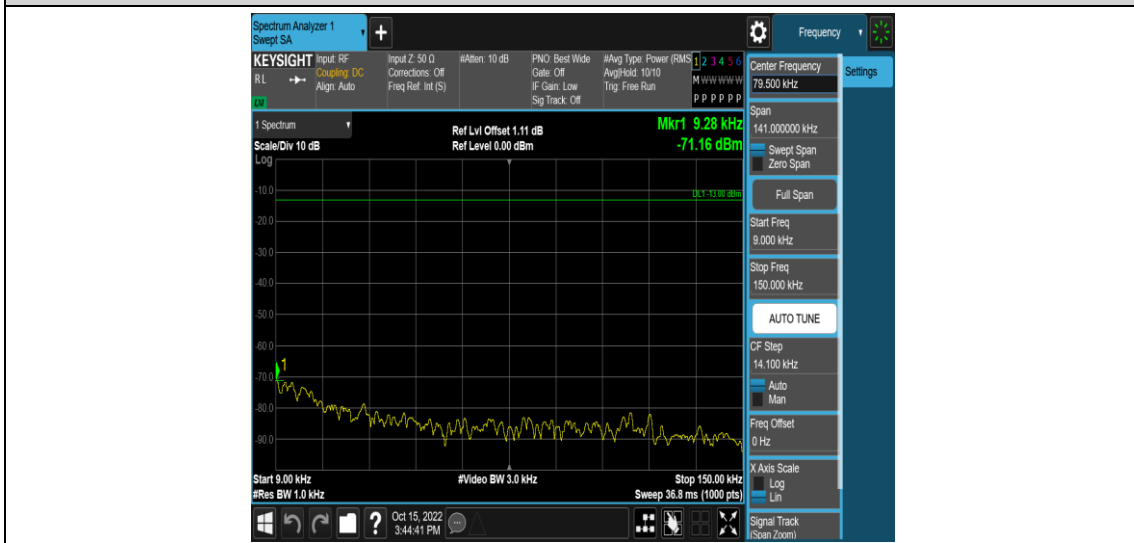 Spectrum Analyzer 1
Swept SA
+
Frequency
KEYSIGHT
RL
Input: RF
Coupling: DC
Align: Auto
Input Z: 50 Ω
Corrections: Off
Freq Ref: Int (S)
#Atten: 10 dB
PNO: Best Wide
Gate: Off
IF Gain: Low
Sig Track: Off
#Avg Type: Power (RMS
Avg|Hold: 10/10
Trig: Free Run
1 2 3 4 5 6
M W W W W W
P P P P P P
1 Spectrum
Scale/Div 10 dB
Ref Lvl Offset 1.11 dB
Ref Level 0.00 dBm
Mkr1 9.28 kHz
-71.16 dBm
Log
DL1 -13.00 dBm
-10.0
-20.0
-30.0
-40.0
-50.0
-60.0
-70.0
-80.0
-90.0
1
Start 9.00 kHz
#Res BW 1.0 kHz
#Video BW 3.0 kHz
Stop 150.00 kHz
Sweep 36.8 ms (1000 pts)
Oct 15, 2022
3:44:41 PM
?
Center Frequency
79.500 kHz
Settings
Span
141.000000 kHz
Swept Span
Zero Span
Full Span
Start Freq
9.000 kHz
Stop Freq
150.000 kHz
AUTO TUNE
CF Step
14.100 kHz
Auto
Man
Freq Offset
0 Hz
X Axis Scale
Log
Lin
Signal Track
(Span Zoom)